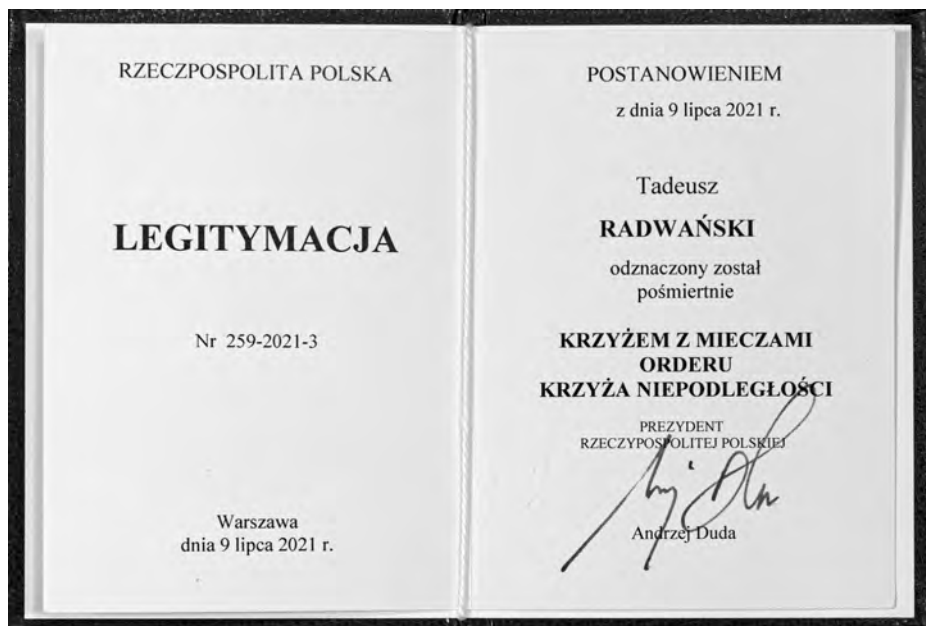 RZECZPOSPOLITA POLSKA
LEGITYMACJA
Nr 259-2021-3
Warszawa
dnia 9 lipca 2021 r.
POSTANOWIENIEM
z dnia 9 lipca 2021 r.
Tadeusz
RADWAŃSKI
odznaczony został
pośmiertnie
KRZYŻEM Z MIECZAMI
ORDERU
KRZYŻA NIEPODLEGŁOŚCI
PREZYDENT
RZECZYPOSPOLITEJ POLSKIEJ
Andrzej Duda